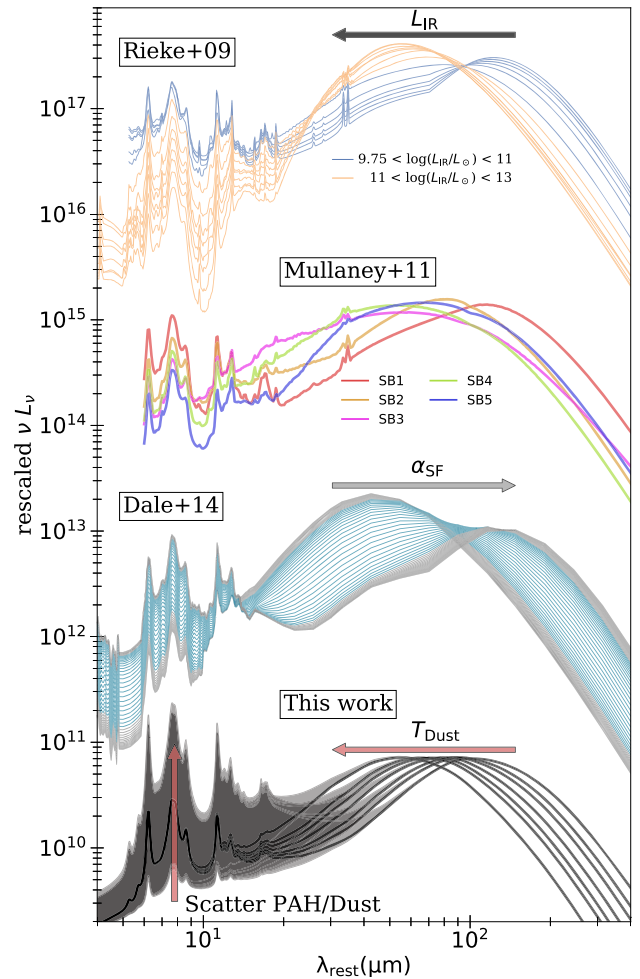 L_IR
Rieke+09
10^17
9.75 < log(L_IR/L_⊙) < 11
11 < log(L_IR/L_⊙) < 13
10^16
Mullaney+11
10^15
SB1 SB4
SB2 SB5
SB3
10^14
rescaled ν L_ν
α_SF
Dale+14
10^13
10^12
This work
T_Dust
10^11
10^10
Scatter PAH/Dust
10^1 10^2
λ_rest(μm)